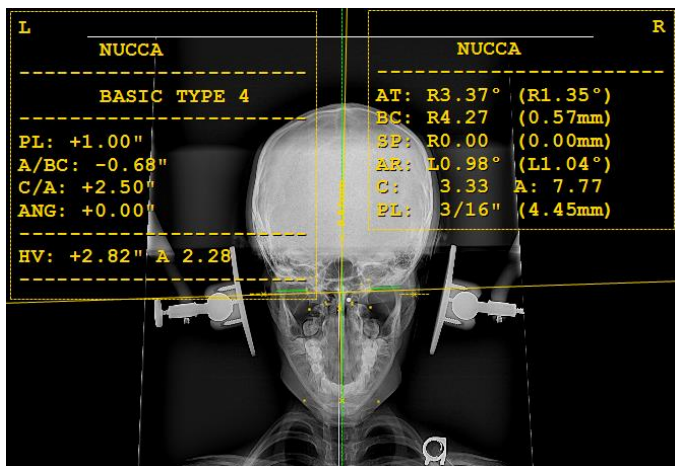 L
NUCCA
BASIC TYPE 4
PL: +1.00"
A/BC: -0.68"
C/A: +2.50"
ANG: +0.00"
HV: +2.82" A 2.28
R
NUCCA
AT: R3.37° (R1.35°)
BC: R4.27 (0.57mm)
SP: R0.00 (0.00mm)
AR: L0.98° (L1.04°)
C: 3.33 A: 7.77
PL: 3/16" (4.45mm)